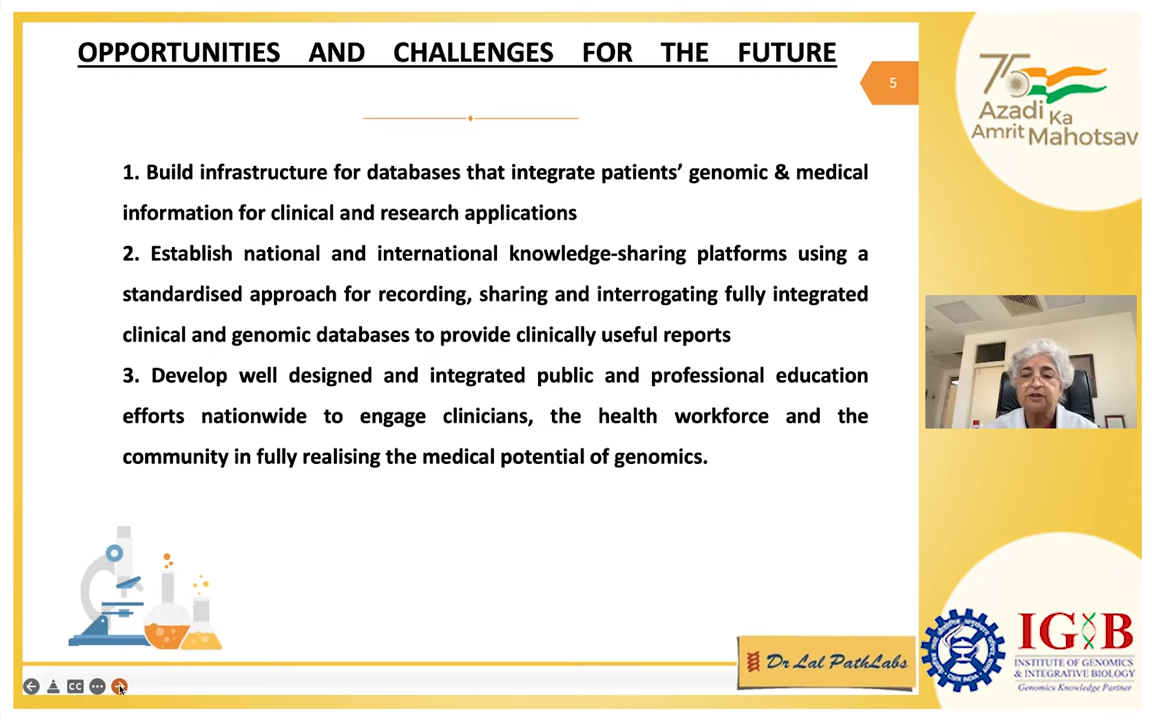 OPPORTUNITIES AND CHALLENGES FOR THE FUTURE
5
1. Build infrastructure for databases that integrate patients’ genomic & medical
information for clinical and research applications
2. Establish national and international knowledge-sharing platforms using a
standardised approach for recording, sharing and interrogating fully integrated
clinical and genomic databases to provide clinically useful reports
3. Develop well designed and integrated public and professional education
efforts nationwide to engage clinicians, the health workforce and the
community in fully realising the medical potential of genomics.
75
Azadi Ka
Amrit Mahotsav
CC
Dr Lal PathLabs
IGIB
INSTITUTE OF GENOMICS
& INTEGRATIVE BIOLOGY
Genomics Knowledge Partner